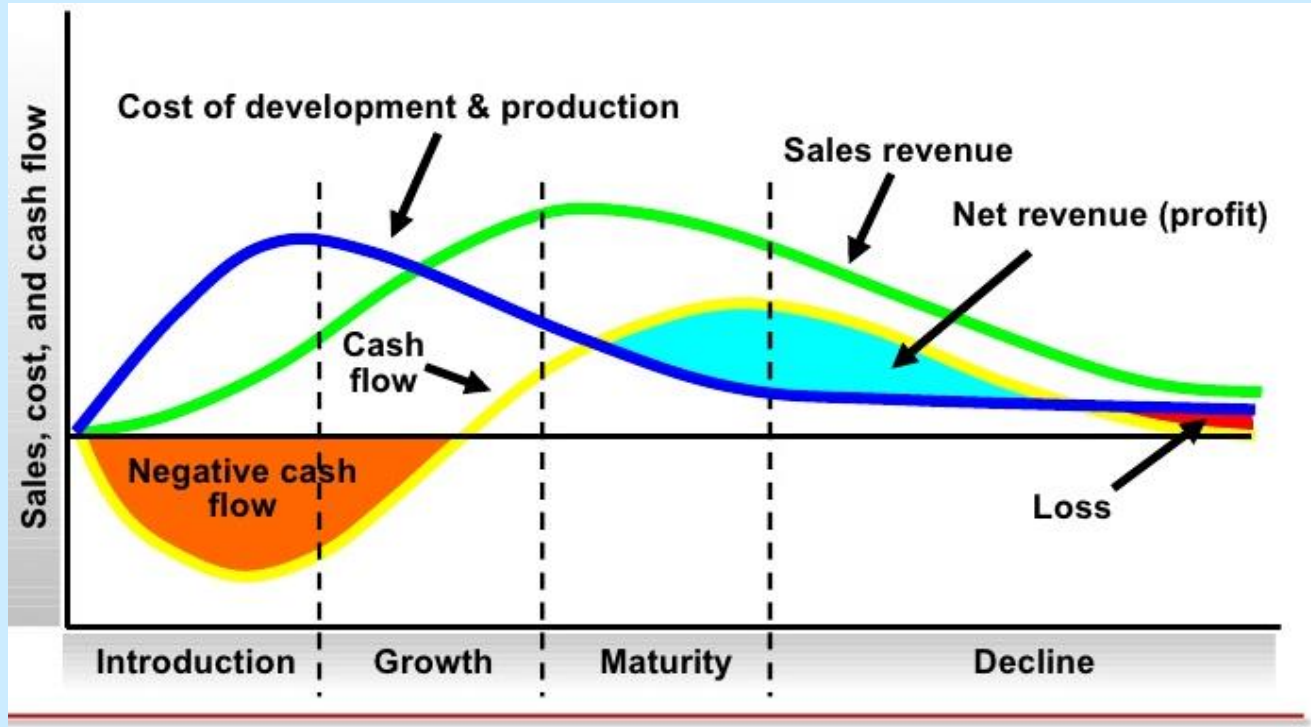 Sales, cost, and cash flow
Cost of development & production
Sales revenue
Net revenue (profit)
Cash
flow
Negative cash
flow
Loss
Introduction
Growth
Maturity
Decline